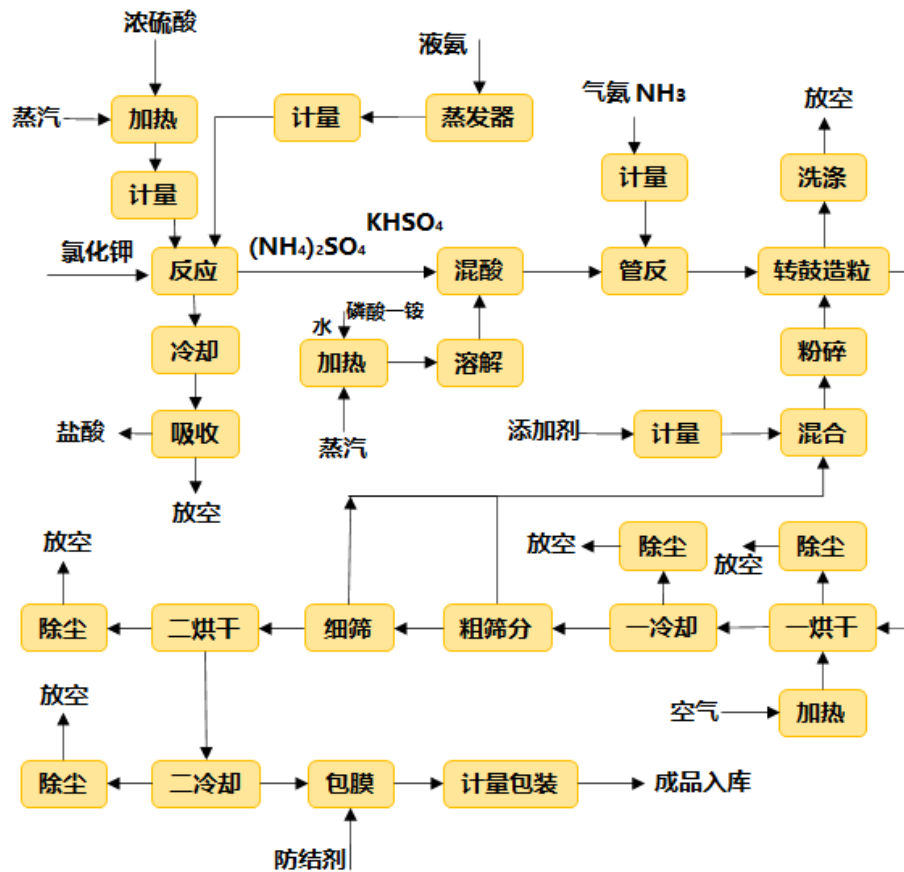 浓硫酸
液氨
蒸汽
加热
计量
蒸发器
气氨 NH₃
放空
计量
计量
洗涤
氯化钾
反应
(NH₄)₂SO₄
KHSO₄
混酸
管反
转鼓造粒
冷却
水
磷酸一铵
加热
溶解
粉碎
盐酸
吸收
蒸汽
添加剂
计量
混合
放空
放空
放空
除尘
放空
除尘
除尘
二烘干
细筛
粗筛分
一冷却
一烘干
放空
空气
加热
除尘
二冷却
包膜
计量包装
成品入库
防结剂